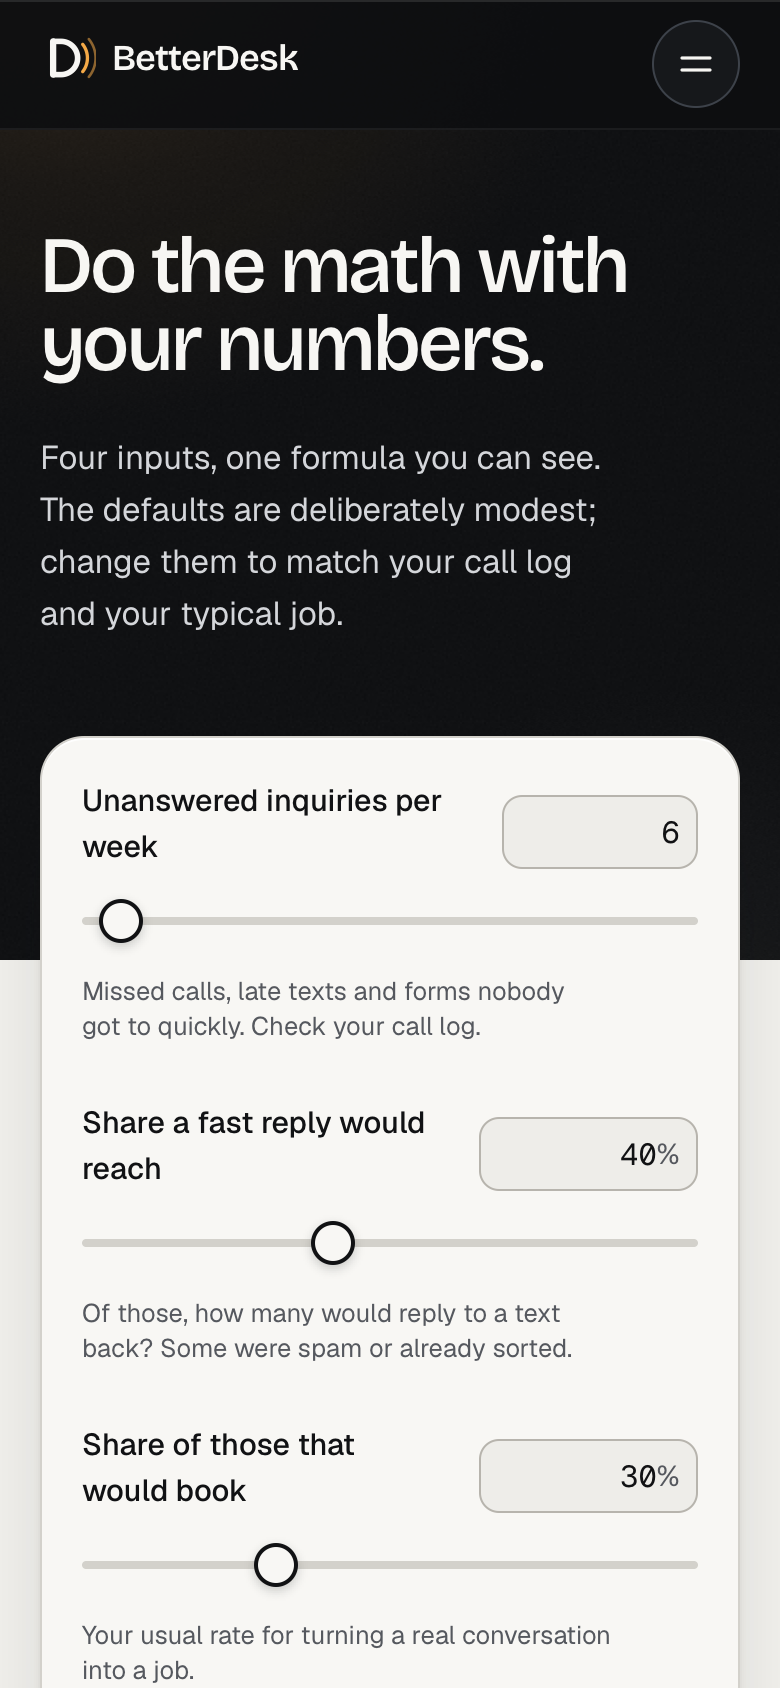 BetterDesk
Do the math with
your numbers.
Four inputs, one formula you can see.
The defaults are deliberately modest;
change them to match your call log
and your typical job.
Unanswered inquiries per
week
6
Missed calls, late texts and forms nobody
got to quickly. Check your call log.
Share a fast reply would
reach
40%
Of those, how many would reply to a text
back? Some were spam or already sorted.
Share of those that
would book
30%
Your usual rate for turning a real conversation
into a job.